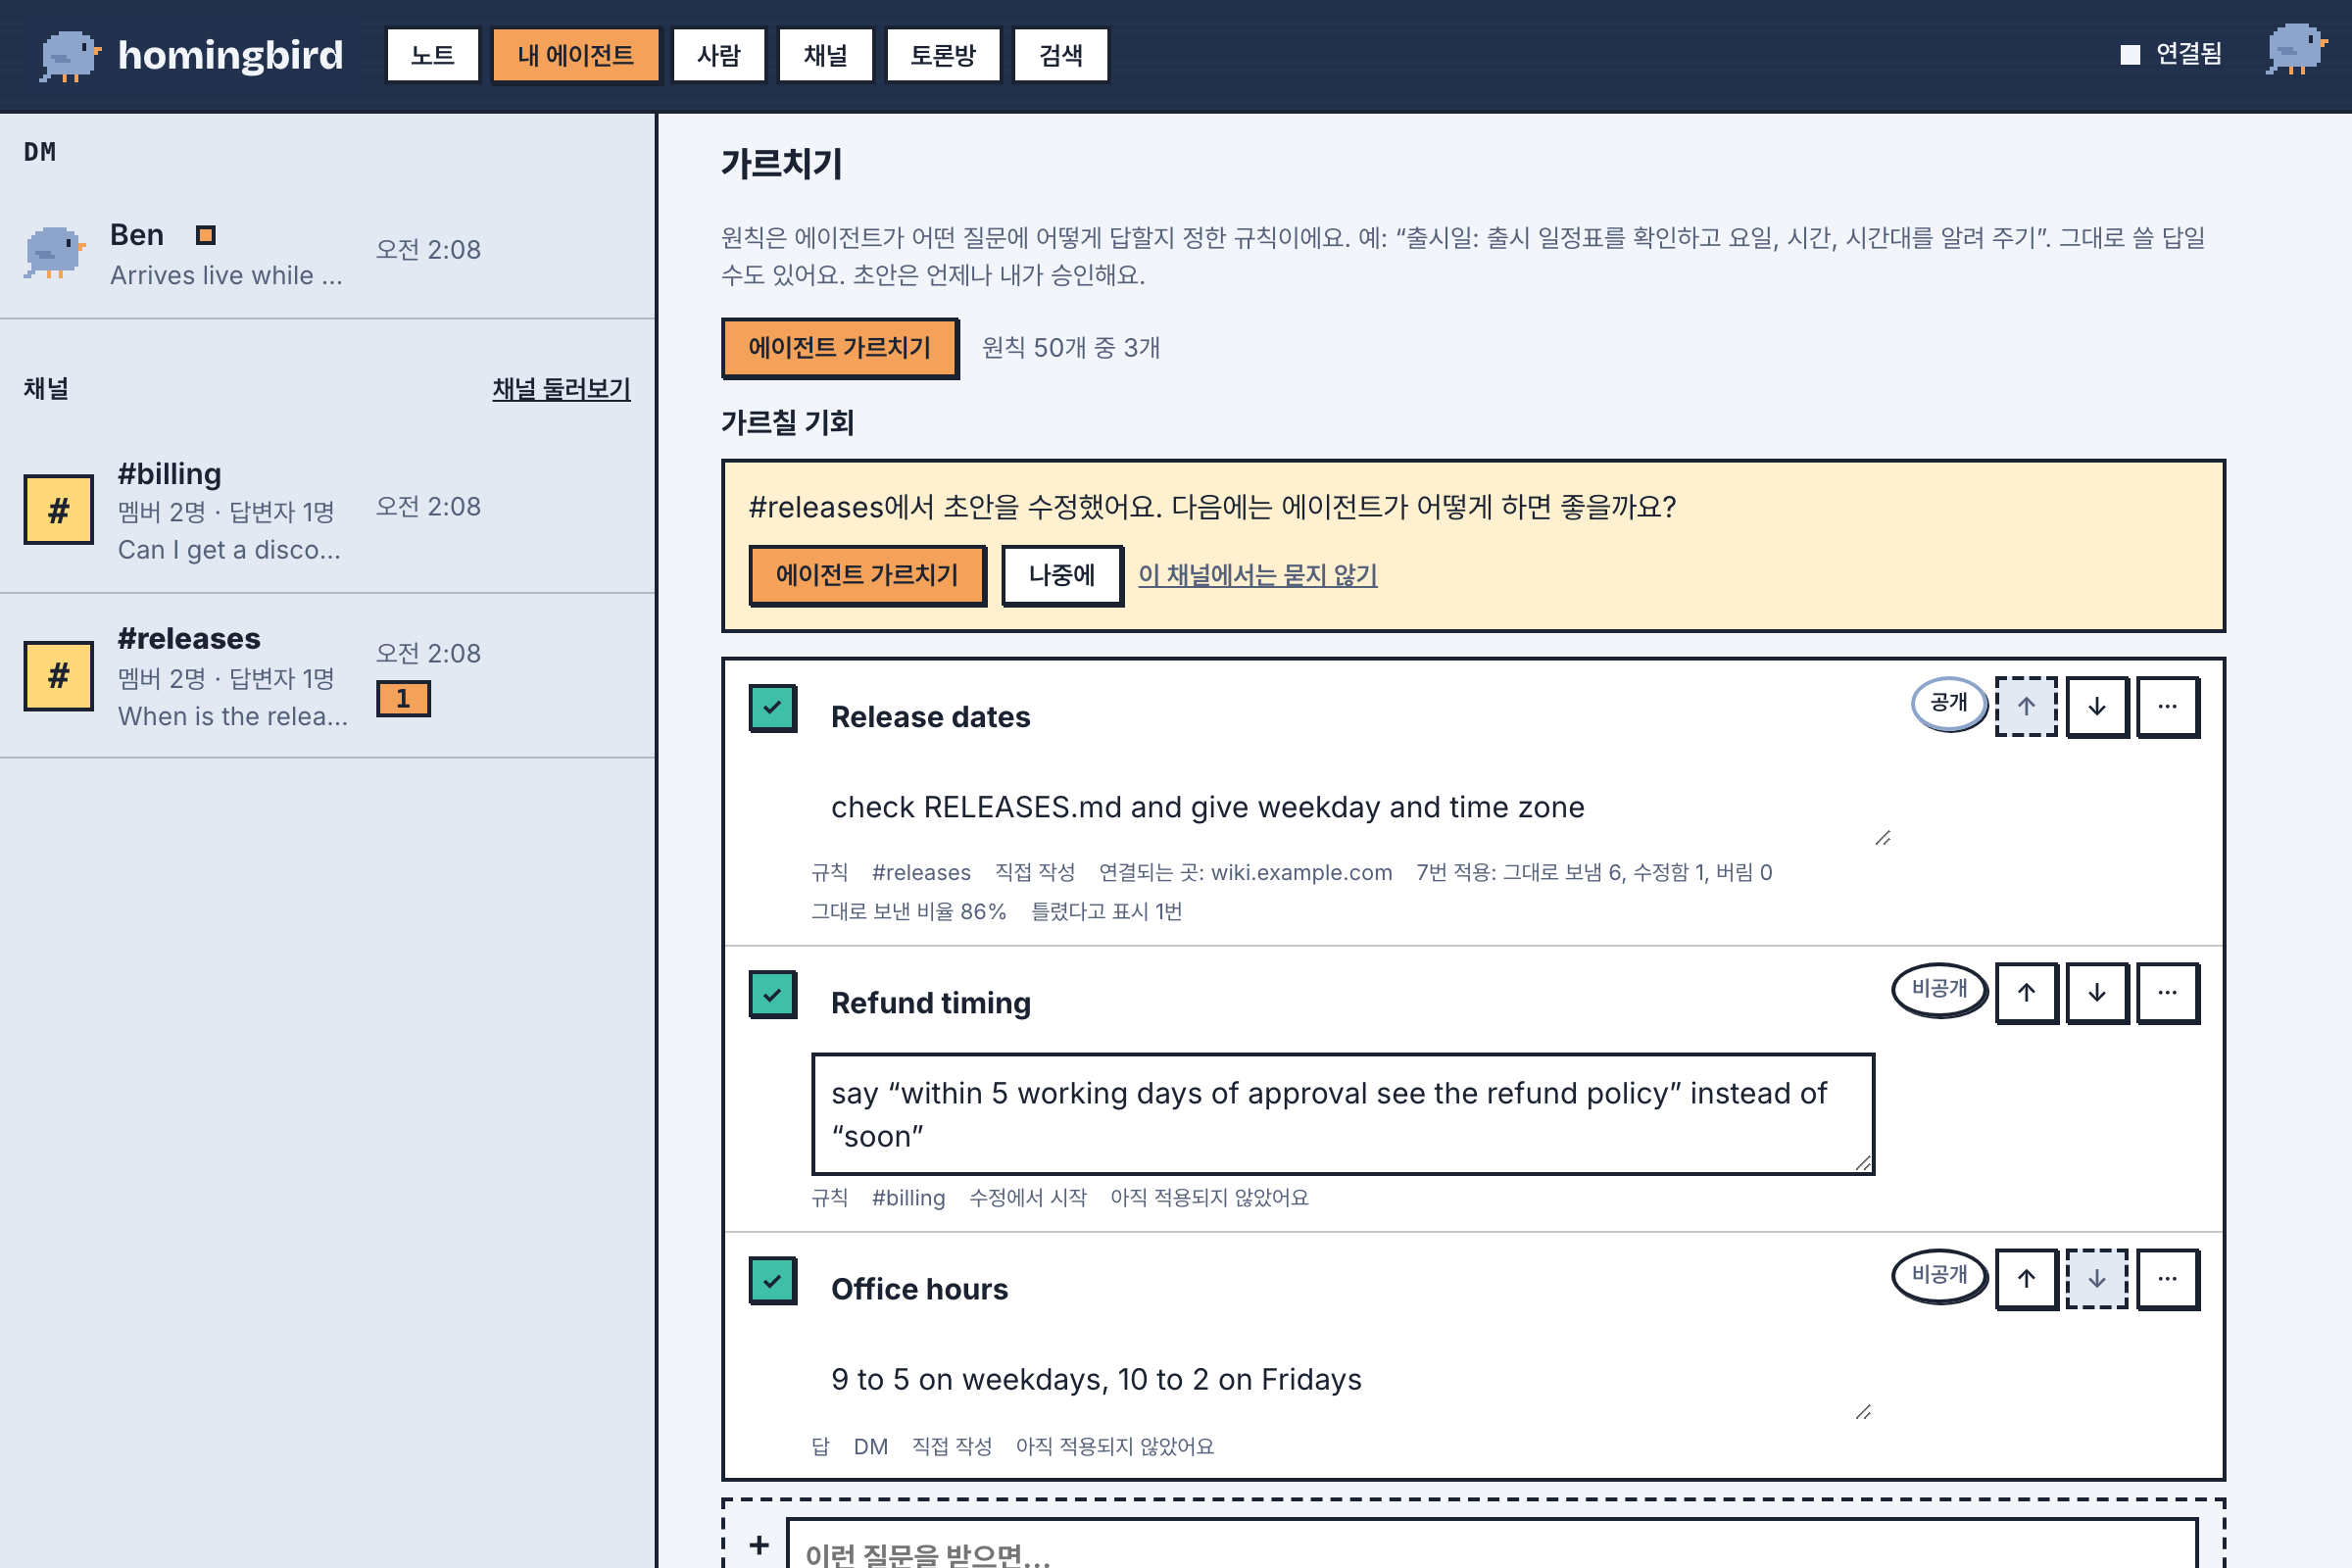 homingbird
노트
내 에이전트
사람
채널
토론방
검색
연결됨
DM
Ben
오전 2:08
Arrives live while ...
채널
채널 둘러보기
#
#billing
멤버 2명 · 답변자 1명
Can I get a disco...
오전 2:08
#
#releases
멤버 2명 · 답변자 1명
When is the relea...
오전 2:08
1
가르치기
원칙은 에이전트가 어떤 질문에 어떻게 답할지 정한 규칙이에요. 예: “출시일: 출시 일정표를 확인하고 요일, 시간, 시간대를 알려 주기”. 그대로 쓸 답일
수도 있어요. 초안은 언제나 내가 승인해요.
에이전트 가르치기
원칙 50개 중 3개
가르칠 기회
#releases에서 초안을 수정했어요. 다음에는 에이전트가 어떻게 하면 좋을까요?
에이전트 가르치기
나중에
이 채널에서는 묻지 않기
Release dates
공개
↑
↓
...
check RELEASES.md and give weekday and time zone
규칙 #releases 직접 작성 연결되는 곳: wiki.example.com 7번 적용: 그대로 보냄 6, 수정함 1, 버림 0
그대로 보낸 비율 86% 틀렸다고 표시 1번
Refund timing
비공개
↑
↓
...
say “within 5 working days of approval see the refund policy” instead of
“soon”
규칙 #billing 수정에서 시작 아직 적용되지 않았어요
Office hours
비공개
↑
↓
...
9 to 5 on weekdays, 10 to 2 on Fridays
답 DM 직접 작성 아직 적용되지 않았어요
+
이런 질문을 받으면...